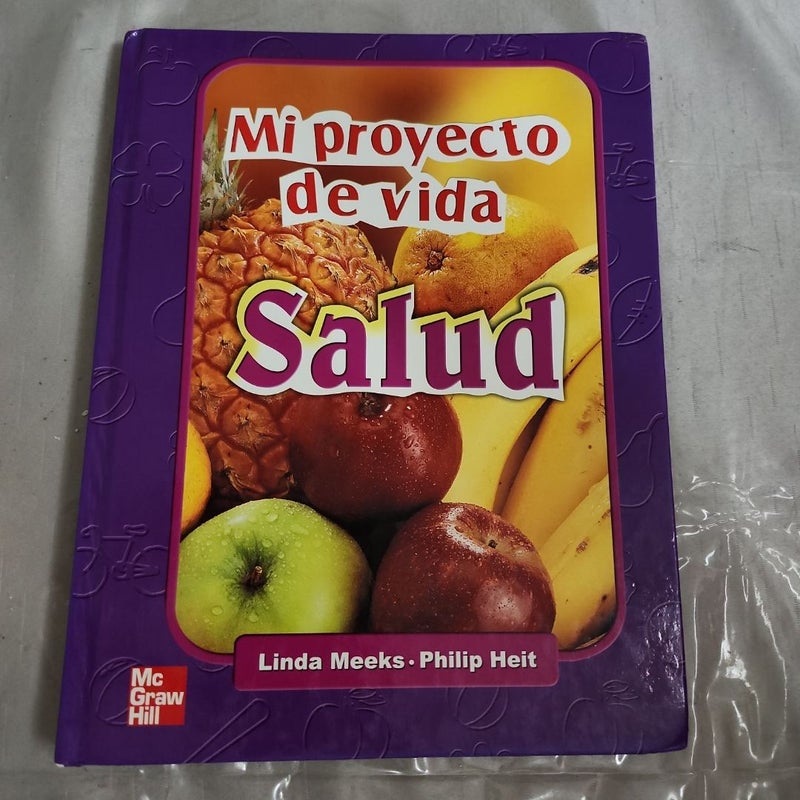 Mi proyecto
de vida
Salud
Linda Meeks • Philip Heit
Mc
Graw
Hill